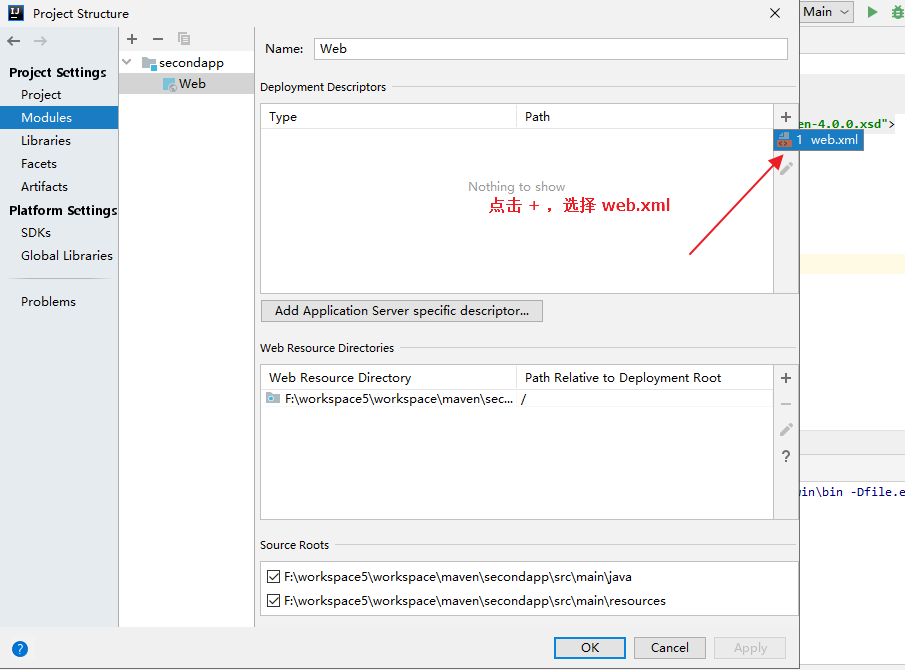 Project Structure
Main
Project Settings
Project
Modules
Libraries
Facets
Artifacts
Platform Settings
SDKs
Global Libraries
Problems
secondapp
Web
Name: Web
Deployment Descriptors
Type Path
en-4.0.0.xsd">
1 web.xml
Nothing to show
点击 + ，选择 web.xml
Add Application Server specific descriptor...
Web Resource Directories
Web Resource Directory Path Relative to Deployment Root
F:\workspace5\workspace\maven\sec... /
in\bin -Dfile.e
Source Roots
F:\workspace5\workspace\maven\secondapp\src\main\java
F:\workspace5\workspace\maven\secondapp\src\main\resources
OK Cancel Apply